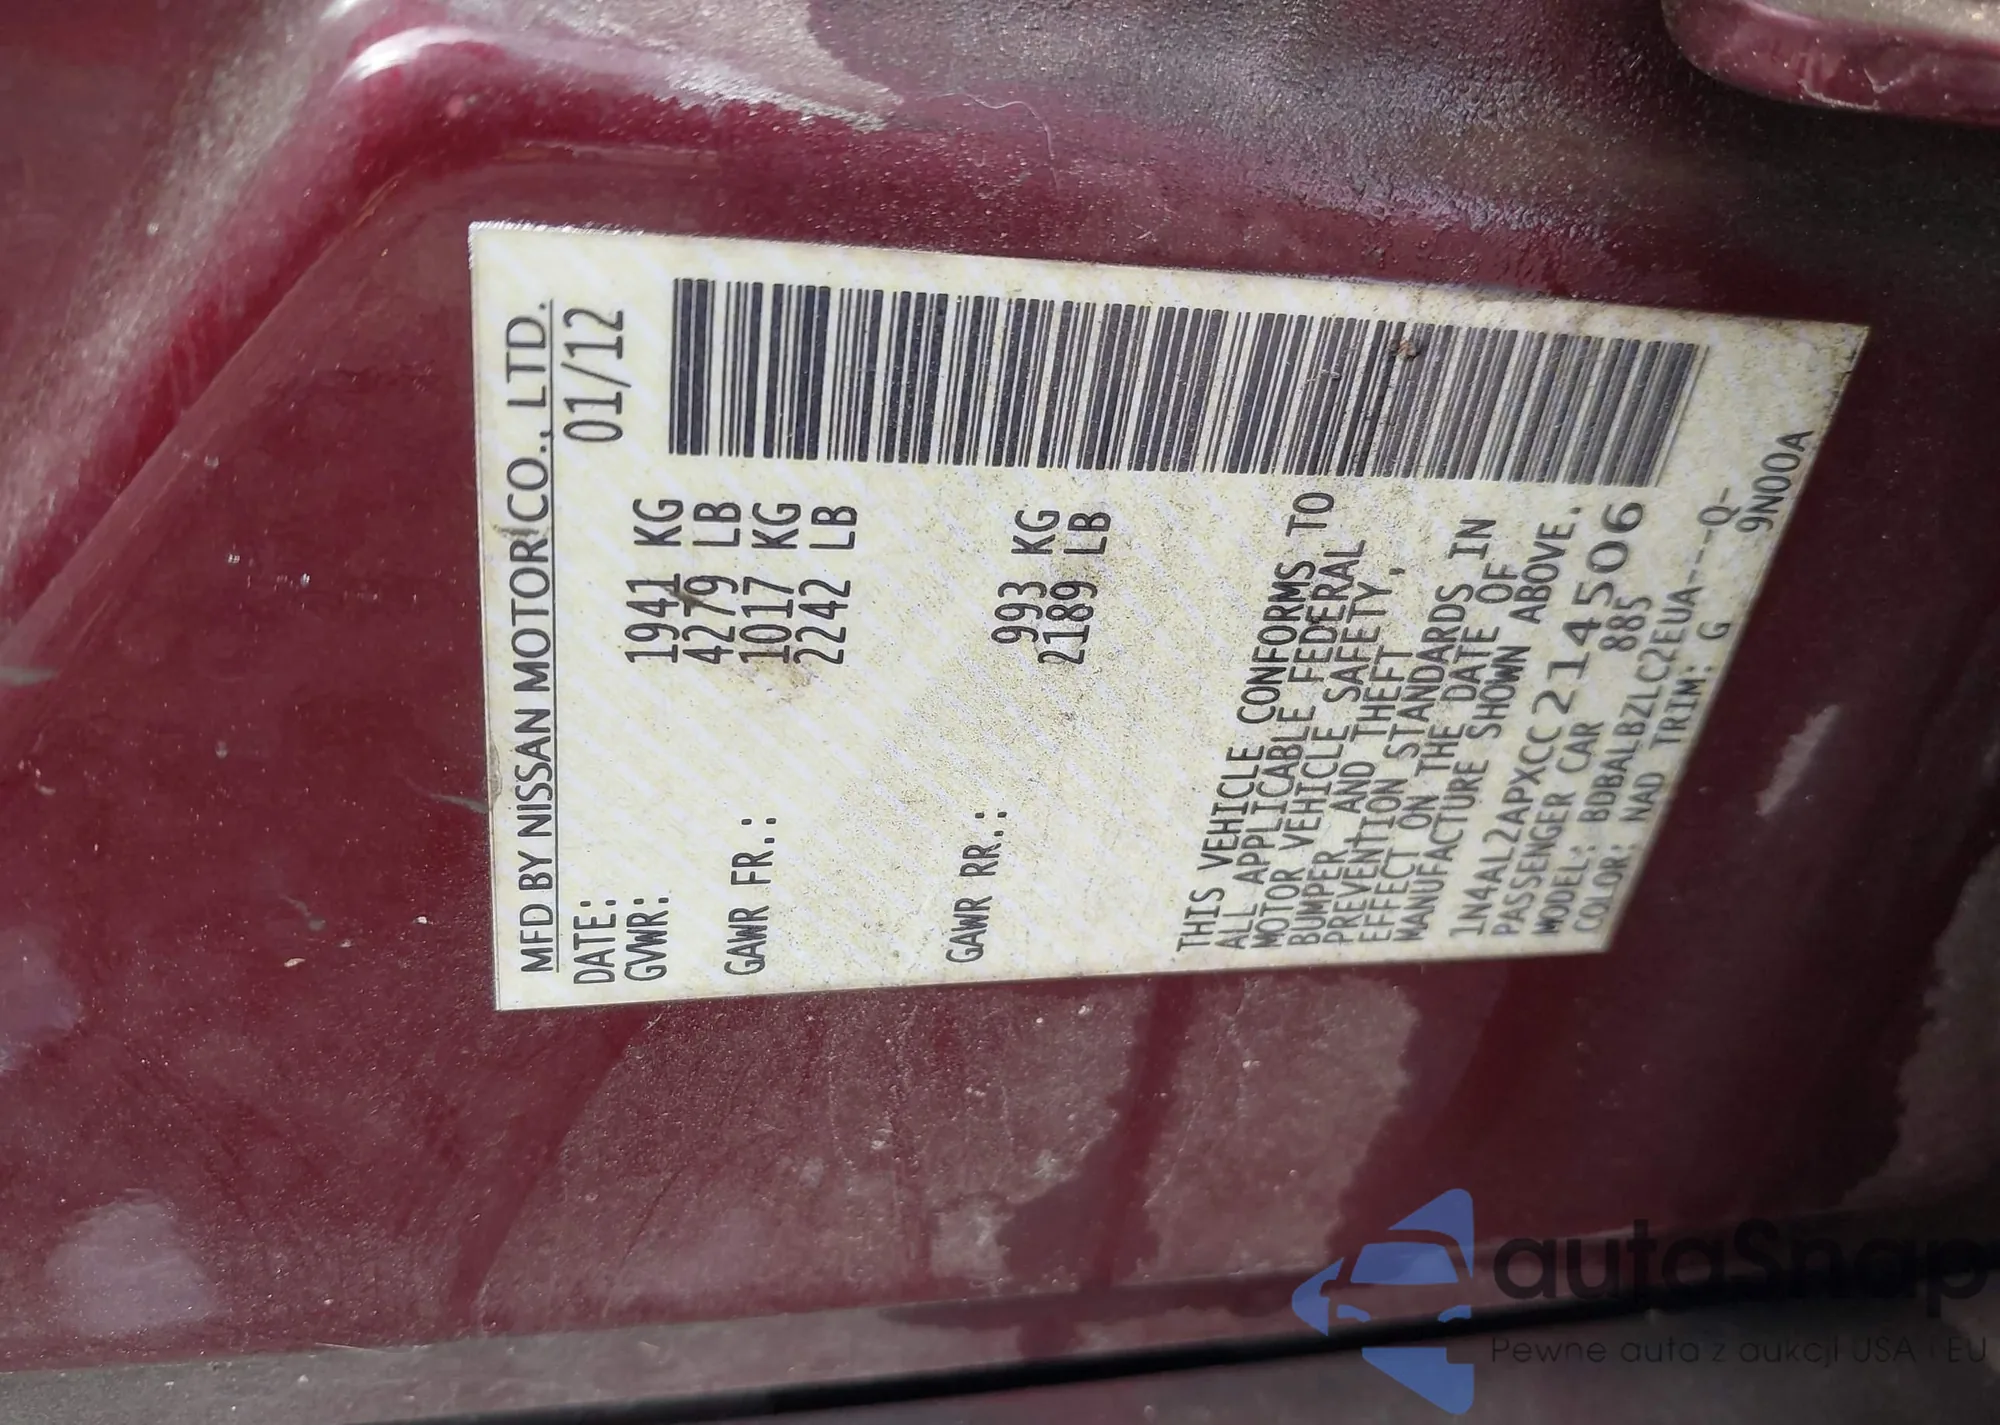 MFD BY NISSAN MOTOR CO., LTD.
DATE: 01/12
GVWR: 1941 KG
4279 LB
GAWR FR.: 1017 KG
2242 LB
GAWR RR.: 993 KG
2189 LB
THIS VEHICLE CONFORMS TO
ALL APPLICABLE FEDERAL
MOTOR VEHICLE SAFETY,
BUMPER AND THEFT
PREVENTION STANDARDS IN
EFFECT ON THE DATE OF
MANUFACTURE SHOWN ABOVE.
1N4AL2APXCC214506
PASSENGER CAR 885
MODEL: BDBALBZLC2EUA----Q-
COLOR: NAD TRIM: G 9N00A
autoSnap
Pewne auta z aukcji USA i EU